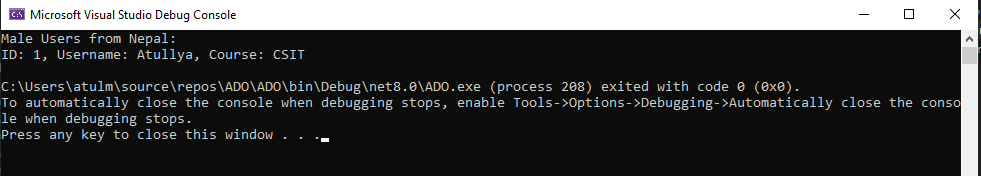 Microsoft Visual Studio Debug Console
Male Users from Nepal:
ID: 1, Username: Atullya, Course: CSIT
C:\Users\atulm\source\repos\ADO\ADO\bin\Debug\net8.0\ADO.exe (process 208) exited with code 0 (0x0).
To automatically close the console when debugging stops, enable Tools->Options->Debugging->Automatically close the conso
le when debugging stops.
Press any key to close this window . . .